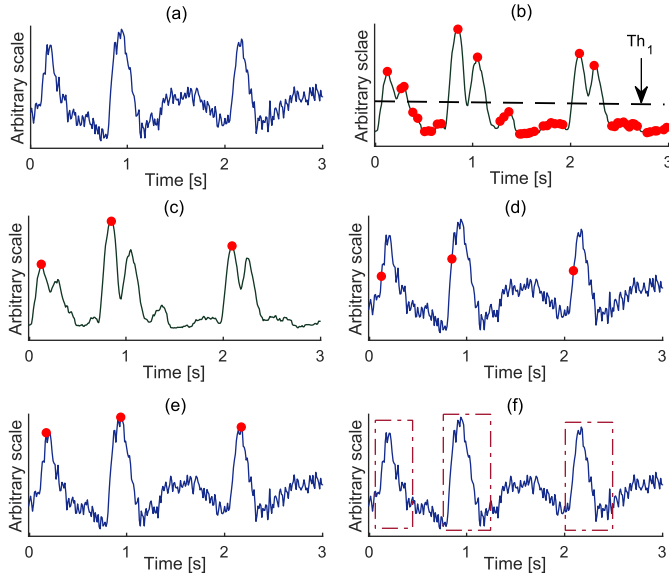 (a)
Arbitrary scale
0 1 2 3
Time [s]
(b)
Arbitrary sclae
Th1
0 1 2 3
Time [s]
(c)
Arbitrary scale
0 1 2 3
Time [s]
(d)
Arbitrary scale
0 1 2 3
Time [s]
(e)
Arbitrary scale
0 1 2 3
Time [s]
(f)
Arbitrary scale
0 1 2 3
Time [s]